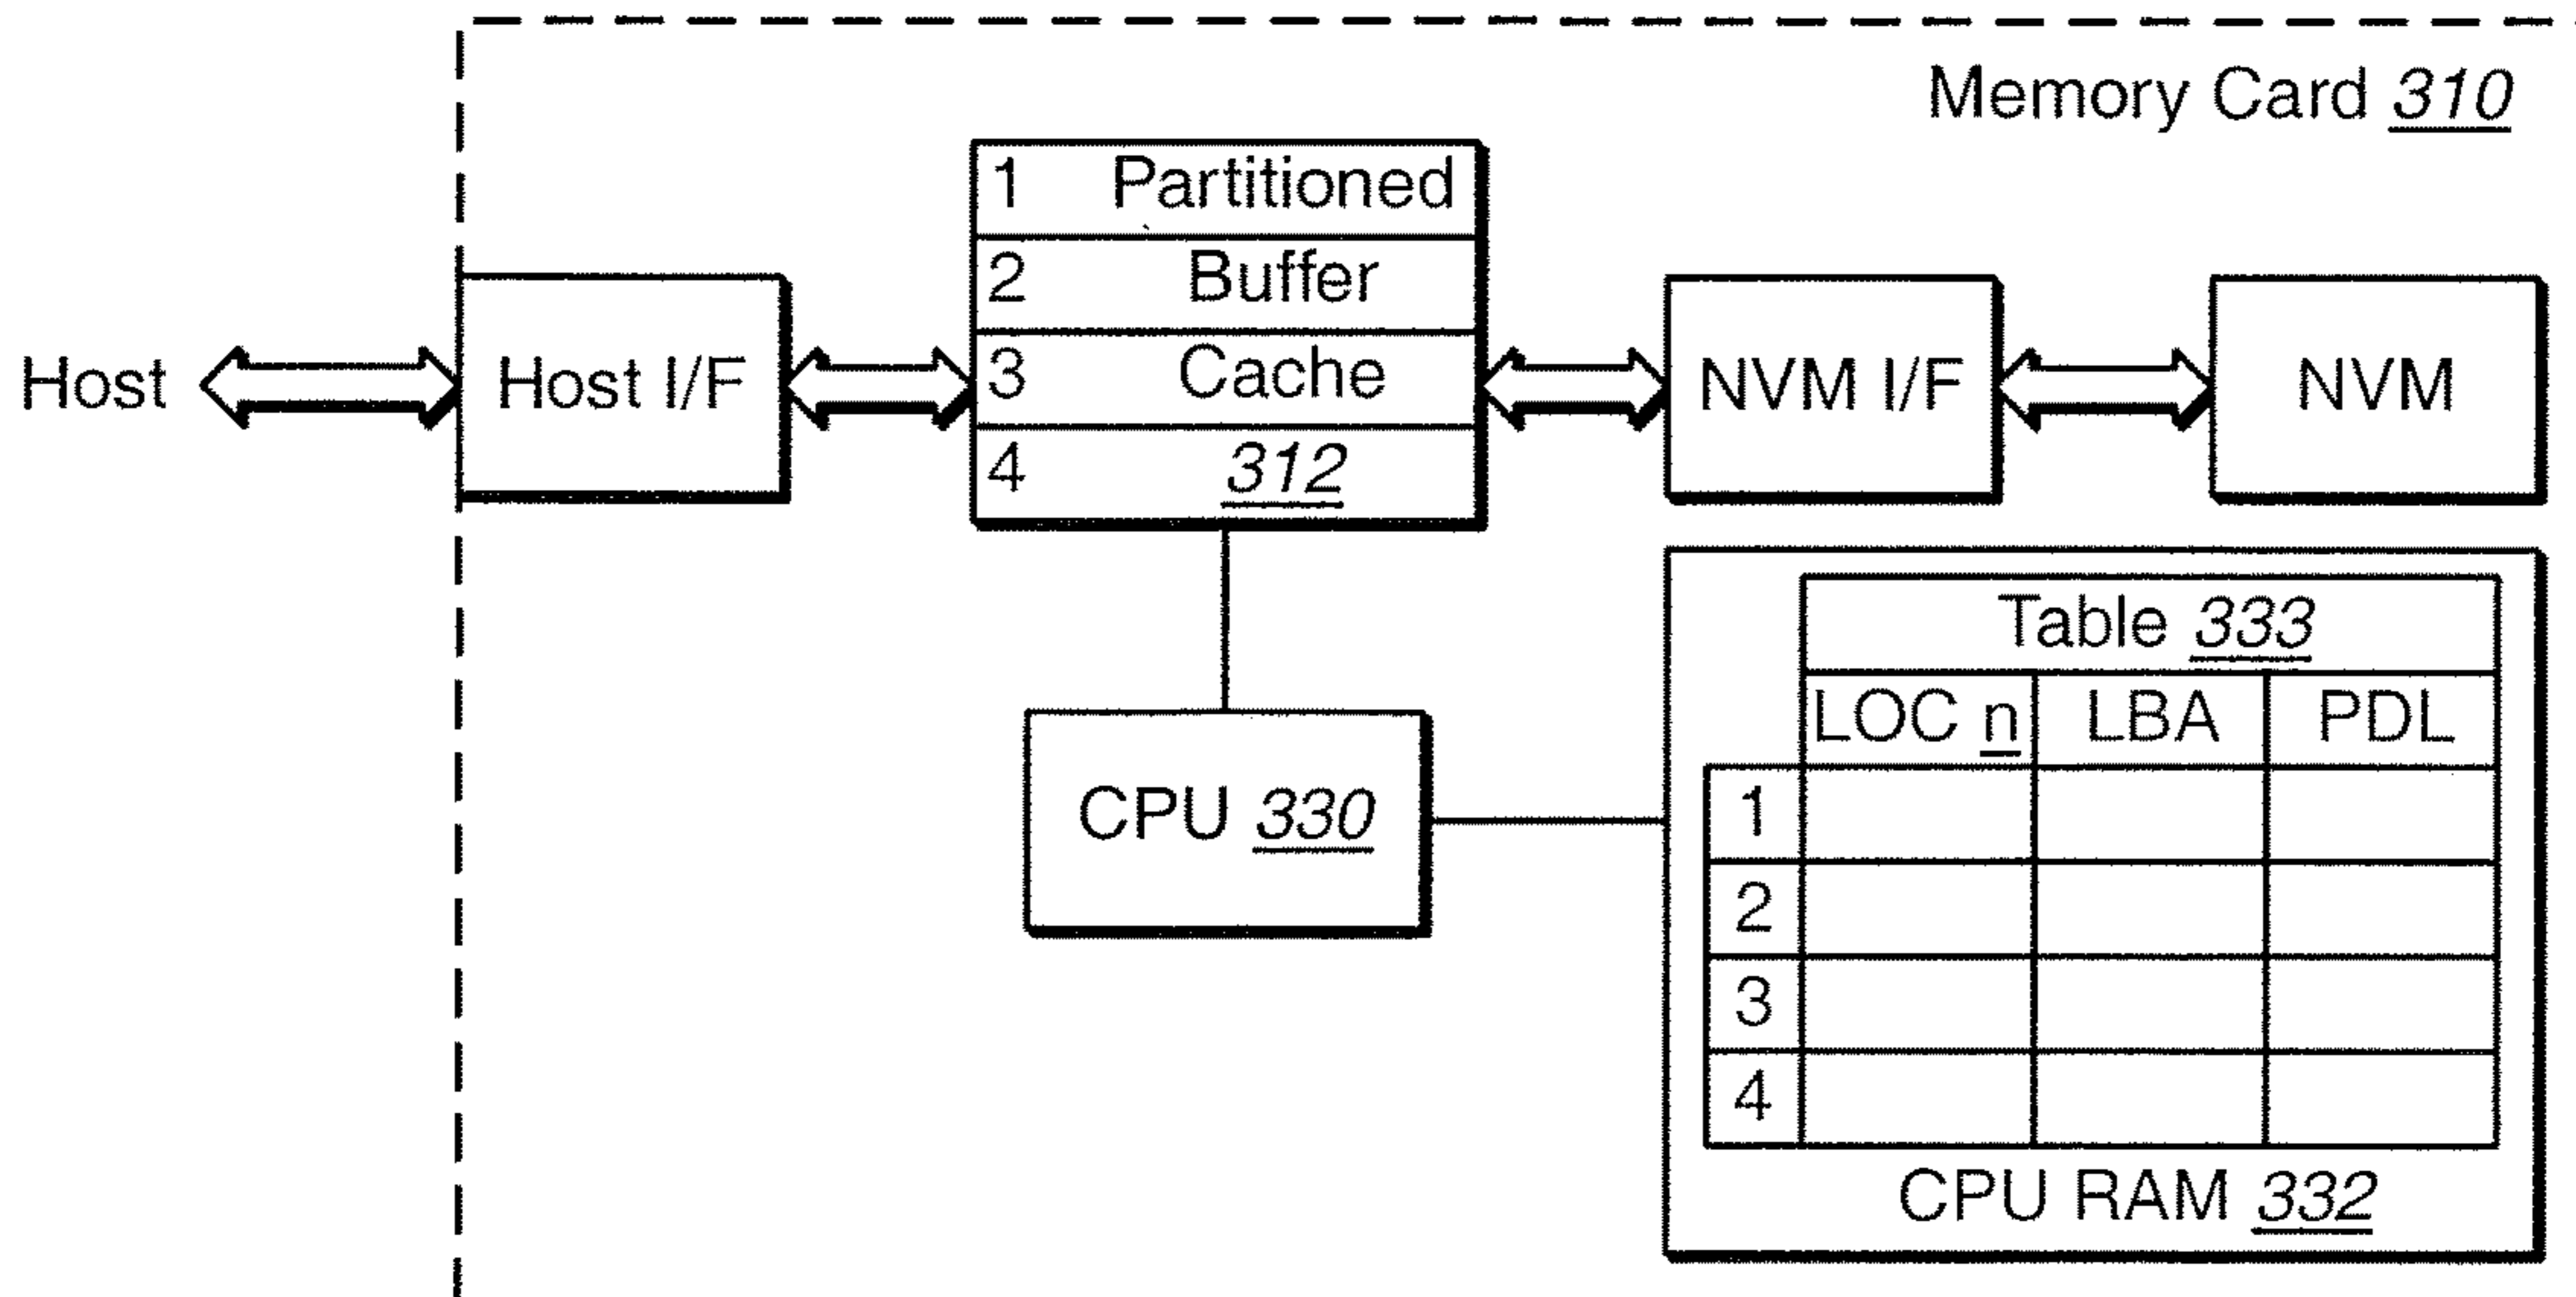 Memory Card 310
Host
Host I/F
1 Partitioned
2 Buffer
3 Cache
4 312
NVM I/F
NVM
CPU 330
Table 333
LOC n LBA PDL
1
2
3
4
CPU RAM 332